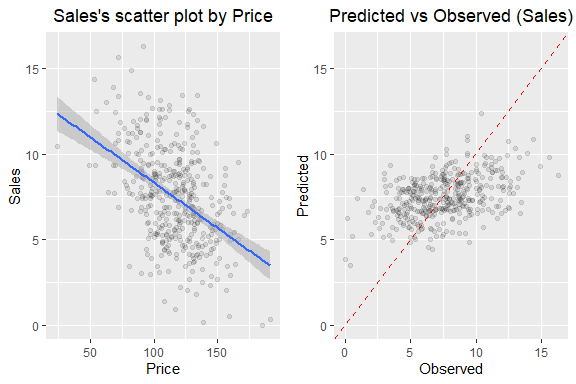 Sales's scatter plot by Price
15
10
5
0
Sales
50
100
150
Price
Predicted vs Observed (Sales)
15
10
5
0
Predicted
0
5
10
15
Observed